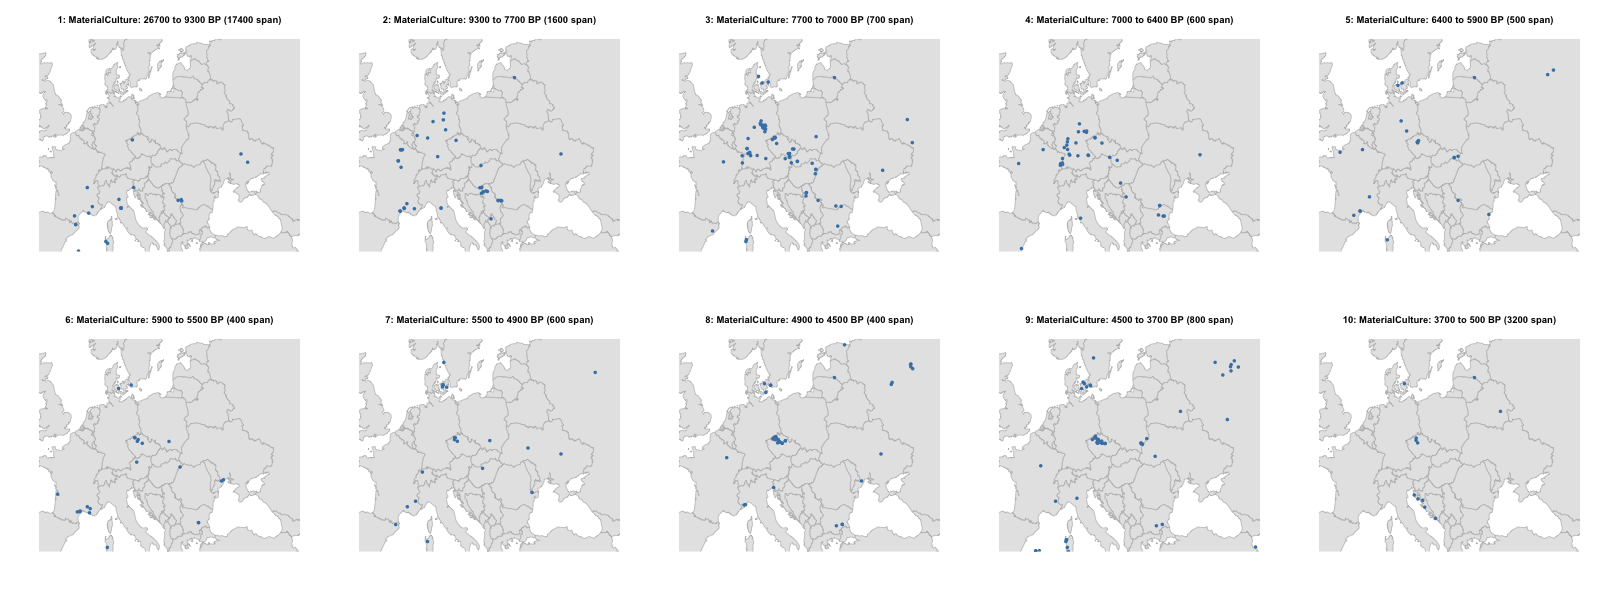 1: MaterialCulture: 26700 to 9300 BP (17400 span)
2: MaterialCulture: 9300 to 7700 BP (1600 span)
3: MaterialCulture: 7700 to 7000 BP (700 span)
4: MaterialCulture: 7000 to 6400 BP (600 span)
5: MaterialCulture: 6400 to 5900 BP (500 span)
6: MaterialCulture: 5900 to 5500 BP (400 span)
7: MaterialCulture: 5500 to 4900 BP (600 span)
8: MaterialCulture: 4900 to 4500 BP (400 span)
9: MaterialCulture: 4500 to 3700 BP (800 span)
10: MaterialCulture: 3700 to 500 BP (3200 span)